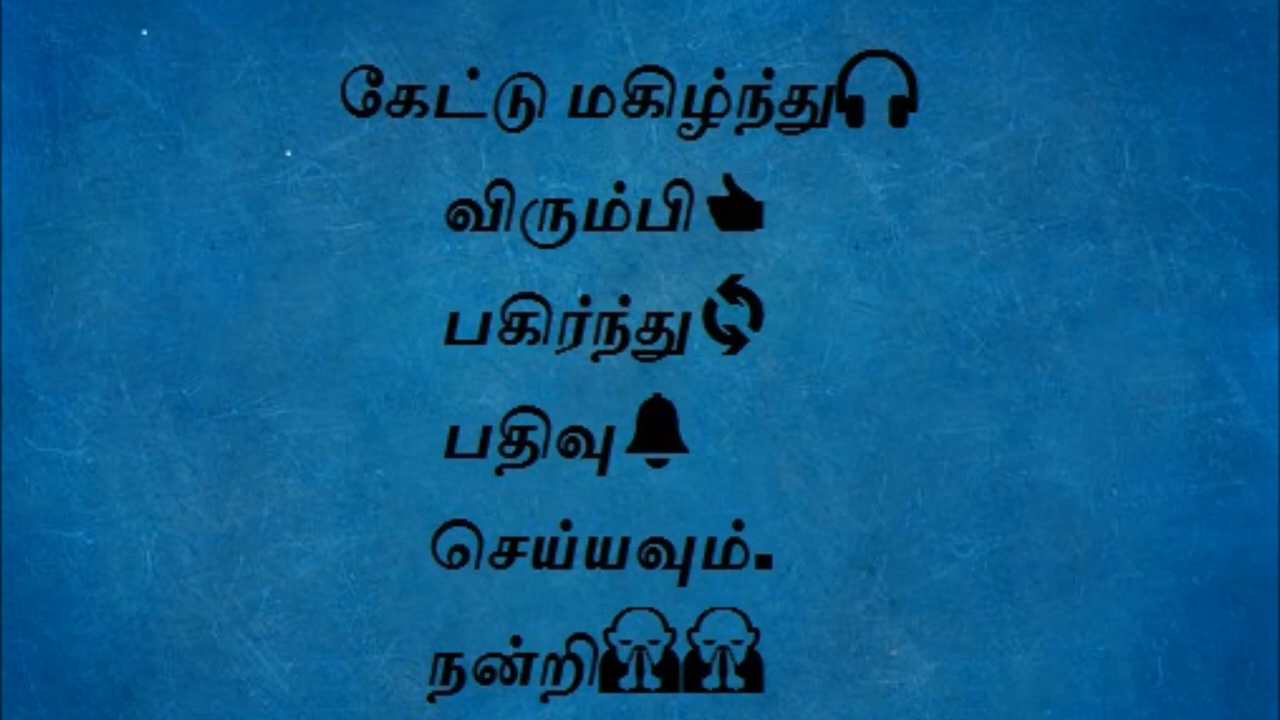 கேட்டு மகிழ்ந்து🎧
விரும்பி👍
பகிர்ந்து🔄
பதிவு🔔
செய்யவும்.
நன்றி🙏🙏